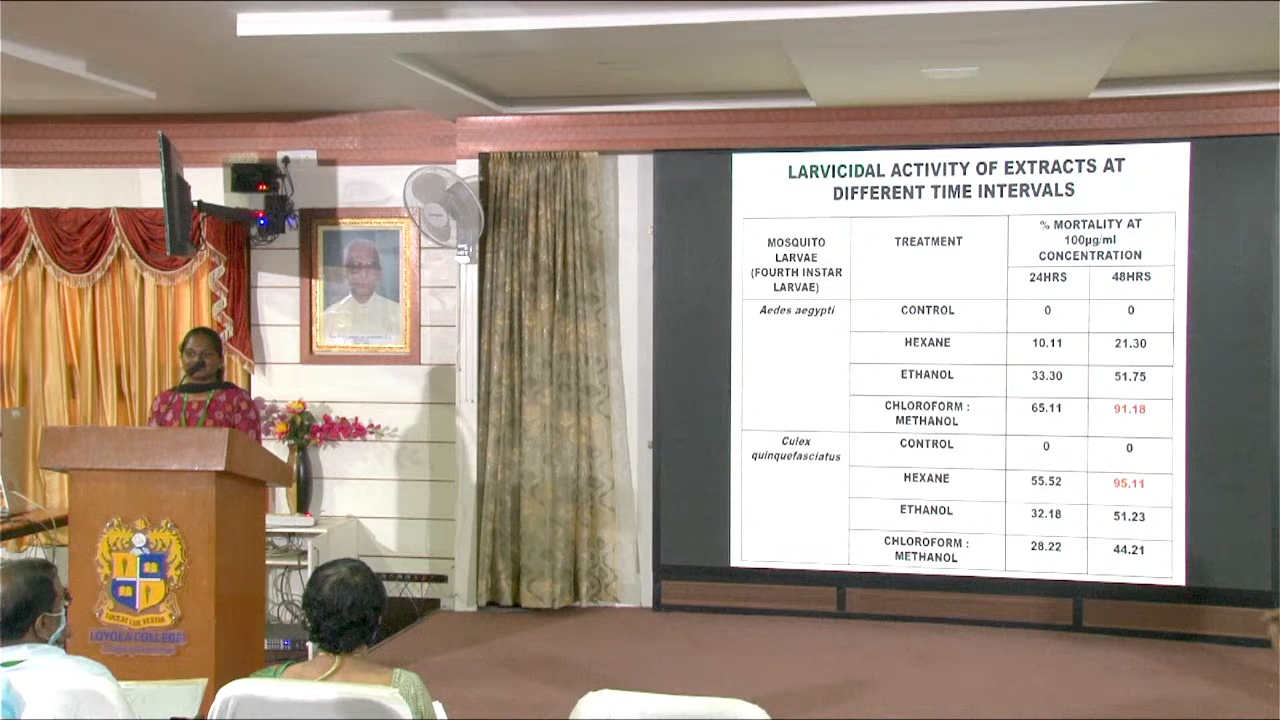 LARVICIDAL ACTIVITY OF EXTRACTS AT
DIFFERENT TIME INTERVALS
MOSQUITO
LARVAE
(FOURTH INSTAR
LARVAE)
TREATMENT
% MORTALITY AT
100µg/ml
CONCENTRATION
24HRS 48HRS
Aedes aegypti CONTROL 0 0
HEXANE 10.11 21.30
ETHANOL 33.30 51.75
CHLOROFORM :
METHANOL 65.11 91.18
Culex
quinquefasciatus
CONTROL 0 0
HEXANE 55.52 95.11
ETHANOL 32.18 51.23
CHLOROFORM :
METHANOL 28.22 44.21
LUCEAT LUX VESTRA
LOYOLA COLLEGE